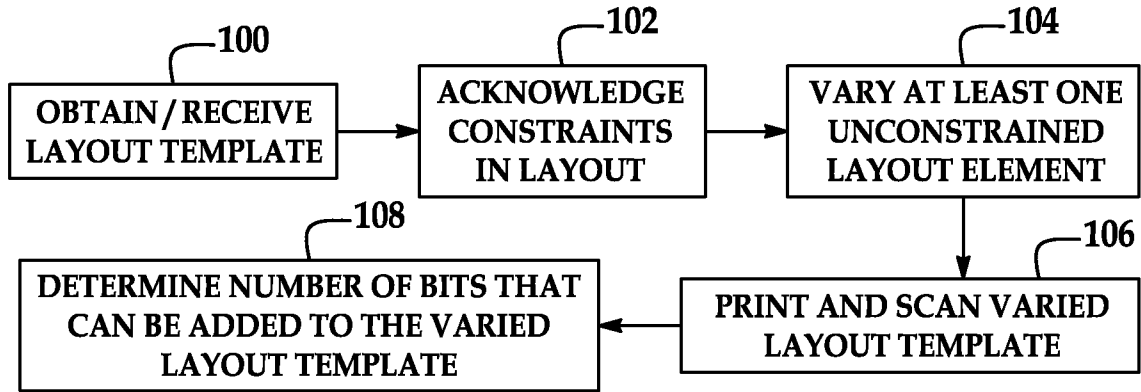 100
OBTAIN / RECEIVE
LAYOUT TEMPLATE
102
ACKNOWLEDGE
CONSTRAINTS
IN LAYOUT
104
VARY AT LEAST ONE
UNCONSTRAINED
LAYOUT ELEMENT
106
PRINT AND SCAN VARIED
LAYOUT TEMPLATE
108
DETERMINE NUMBER OF BITS THAT
CAN BE ADDED TO THE VARIED
LAYOUT TEMPLATE